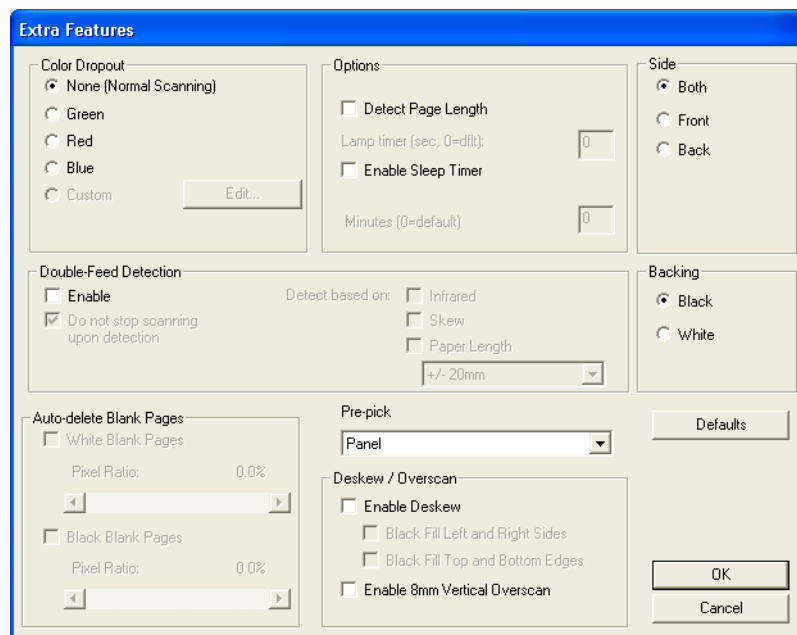 Extra Features
Color Dropout
None (Normal Scanning)
Green
Red
Blue
Custom
Edit...
Options
Detect Page Length
Lamp timer (sec, 0=dflt):
0
Enable Sleep Timer
Minutes (0=default)
0
Side
Both
Front
Back
Double-Feed Detection
Enable
Do not stop scanning
upon detection
Detect based on:
Infrared
Skew
Paper Length
+/- 20mm
Backing
Black
White
Auto-delete Blank Pages
White Blank Pages
Pixel Ratio:
0.0%
Black Blank Pages
Pixel Ratio:
0.0%
Pre-pick
Panel
Deskew / Overscan
Enable Deskew
Black Fill Left and Right Sides
Black Fill Top and Bottom Edges
Enable 8mm Vertical Overscan
Defaults
OK
Cancel